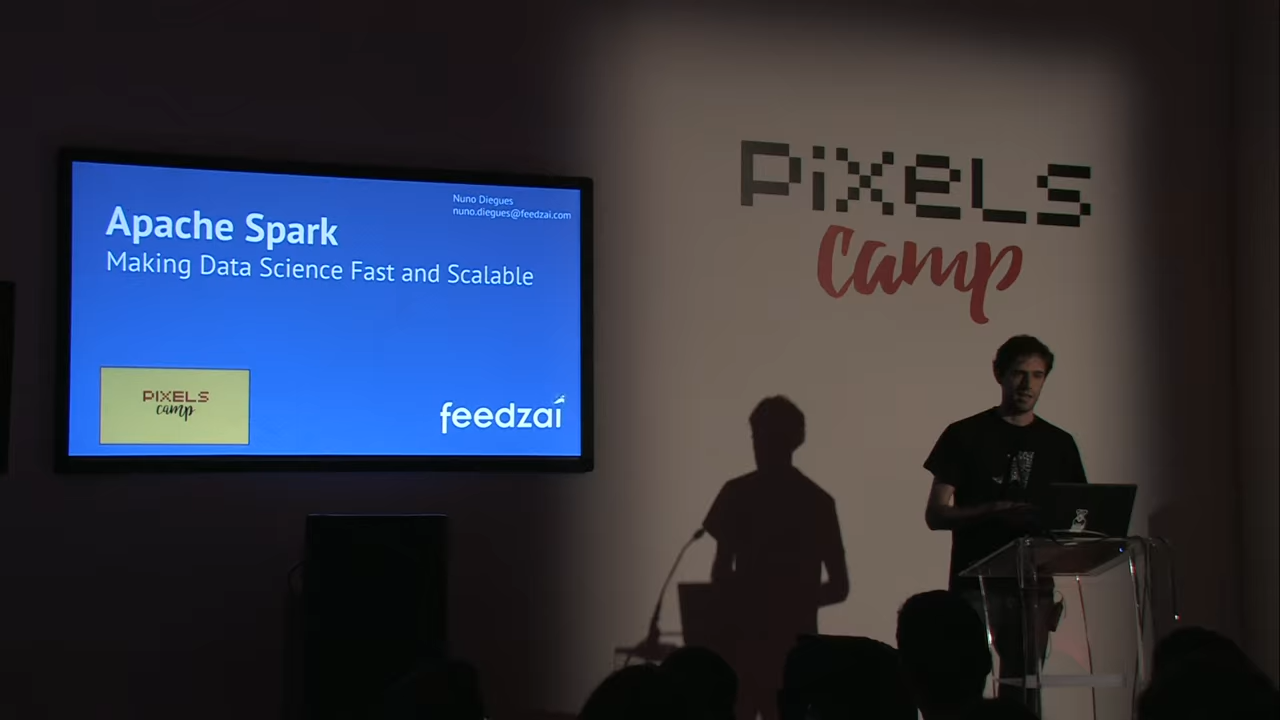 Nuno Diegues
nuno.diegues@feedzai.com
Apache Spark
Making Data Science Fast and Scalable
PIXELS
camp
feedzai
PiXeLS
camp